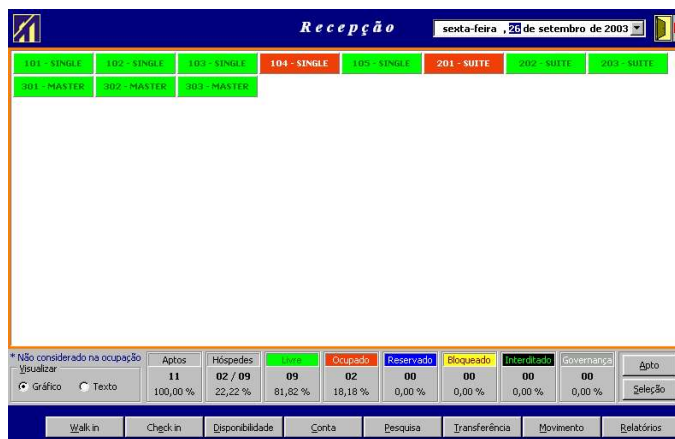 Recepção sexta-feira , 26 de setembro de 2003
101 - SINGLE 102 - SINGLE 103 - SINGLE 104 - SINGLE 105 - SINGLE 201 - SUITE 202 - SUITE 203 - SUITE
301 - MASTER 302 - MASTER 303 - MASTER
* Não considerado na ocupação
Visualizar
Gráfico Texto
Aptos Hóspedes Livre Ocupado Reservado Bloqueado Interditado Governança
11 02 / 09 09 02 00 00 00 00
100,00 % 22,22 % 81,82 % 18,18 % 0,00 % 0,00 % 0,00 % 0,00 %
Apto
Seleção
Walk in Check in Disponibilidade Conta Pesquisa Transferência Movimento Relatórios